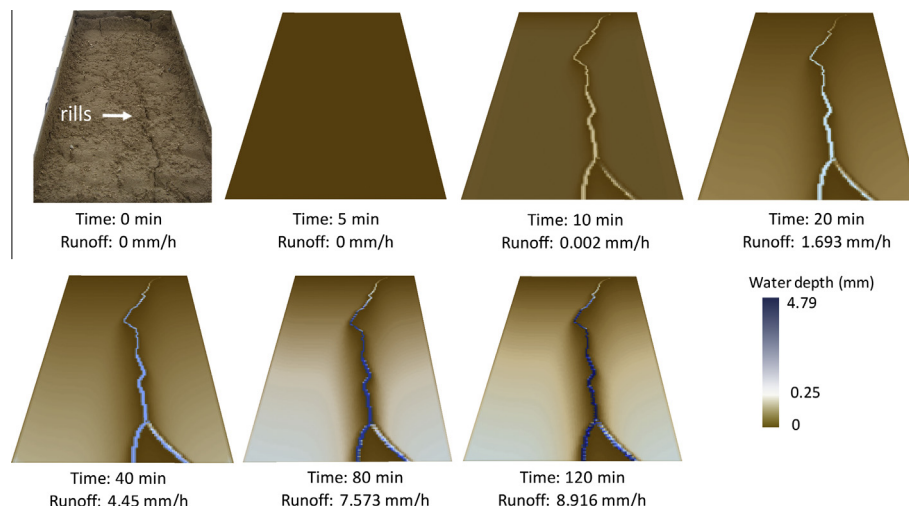 rills
Time: 0 min
Runoff: 0 mm/h
Time: 5 min
Runoff: 0 mm/h
Time: 10 min
Runoff: 0.002 mm/h
Time: 20 min
Runoff: 1.693 mm/h
Water depth (mm)
4.79
0.25
0
Time: 40 min
Runoff: 4.45 mm/h
Time: 80 min
Runoff: 7.573 mm/h
Time: 120 min
Runoff: 8.916 mm/h